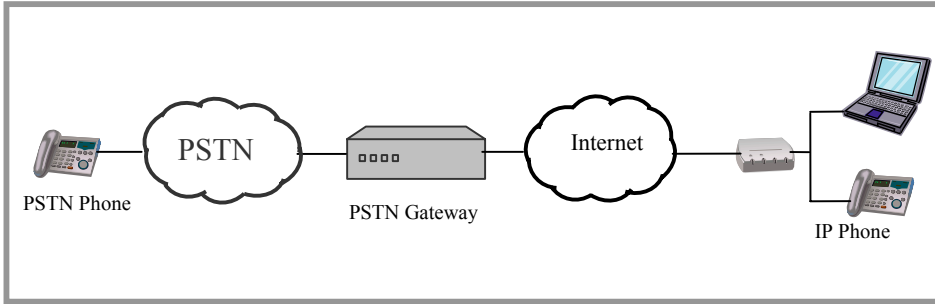 PSTN
Internet
PSTN Phone
PSTN Gateway
IP Phone